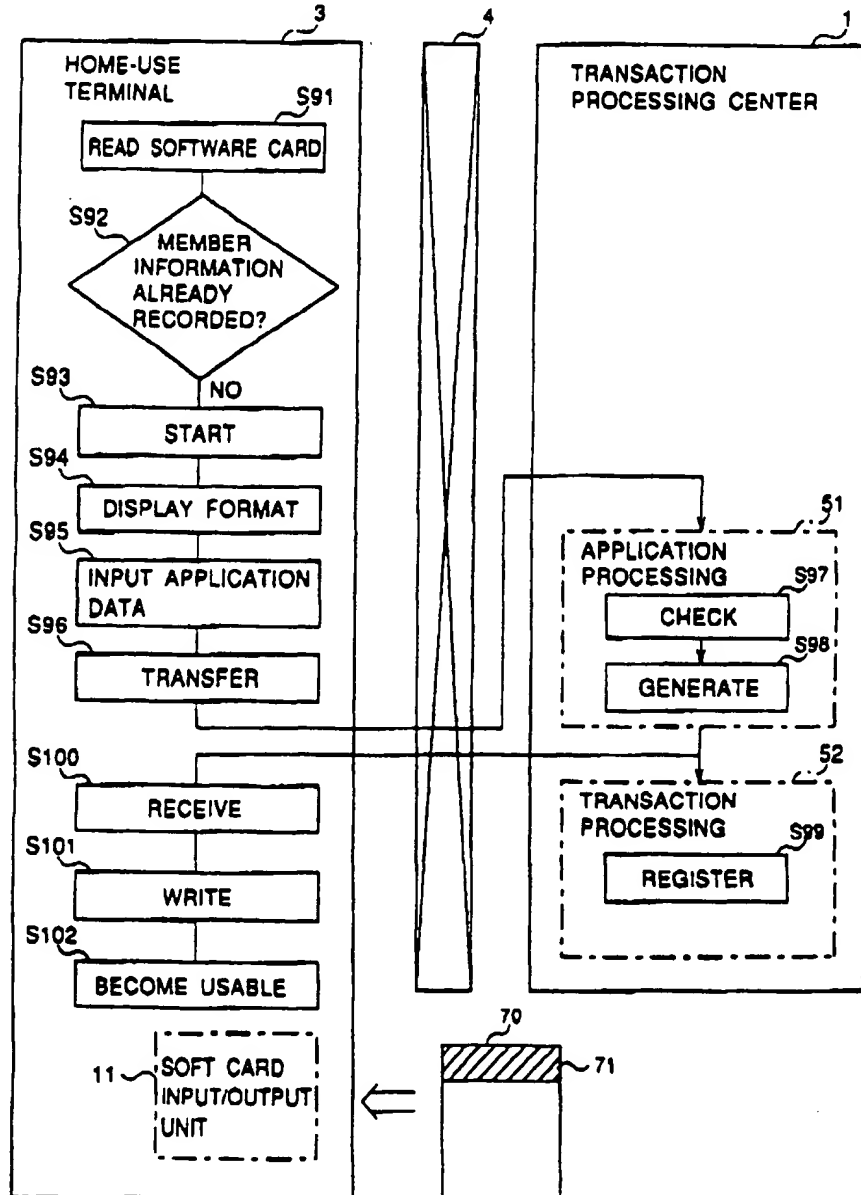 3
4
1
HOME-USE
TERMINAL
TRANSACTION
PROCESSING CENTER
S91
READ SOFTWARE CARD
S92
MEMBER
INFORMATION
ALREADY
RECORDED?
NO
S93
START
S94
DISPLAY FORMAT
S95
INPUT APPLICATION
DATA
S96
TRANSFER
51
APPLICATION
PROCESSING
S97
CHECK
S98
GENERATE
52
TRANSACTION
PROCESSING
S99
REGISTER
S100
RECEIVE
S101
WRITE
S102
BECOME USABLE
11
SOFT CARD
INPUT/OUTPUT
UNIT
70
71